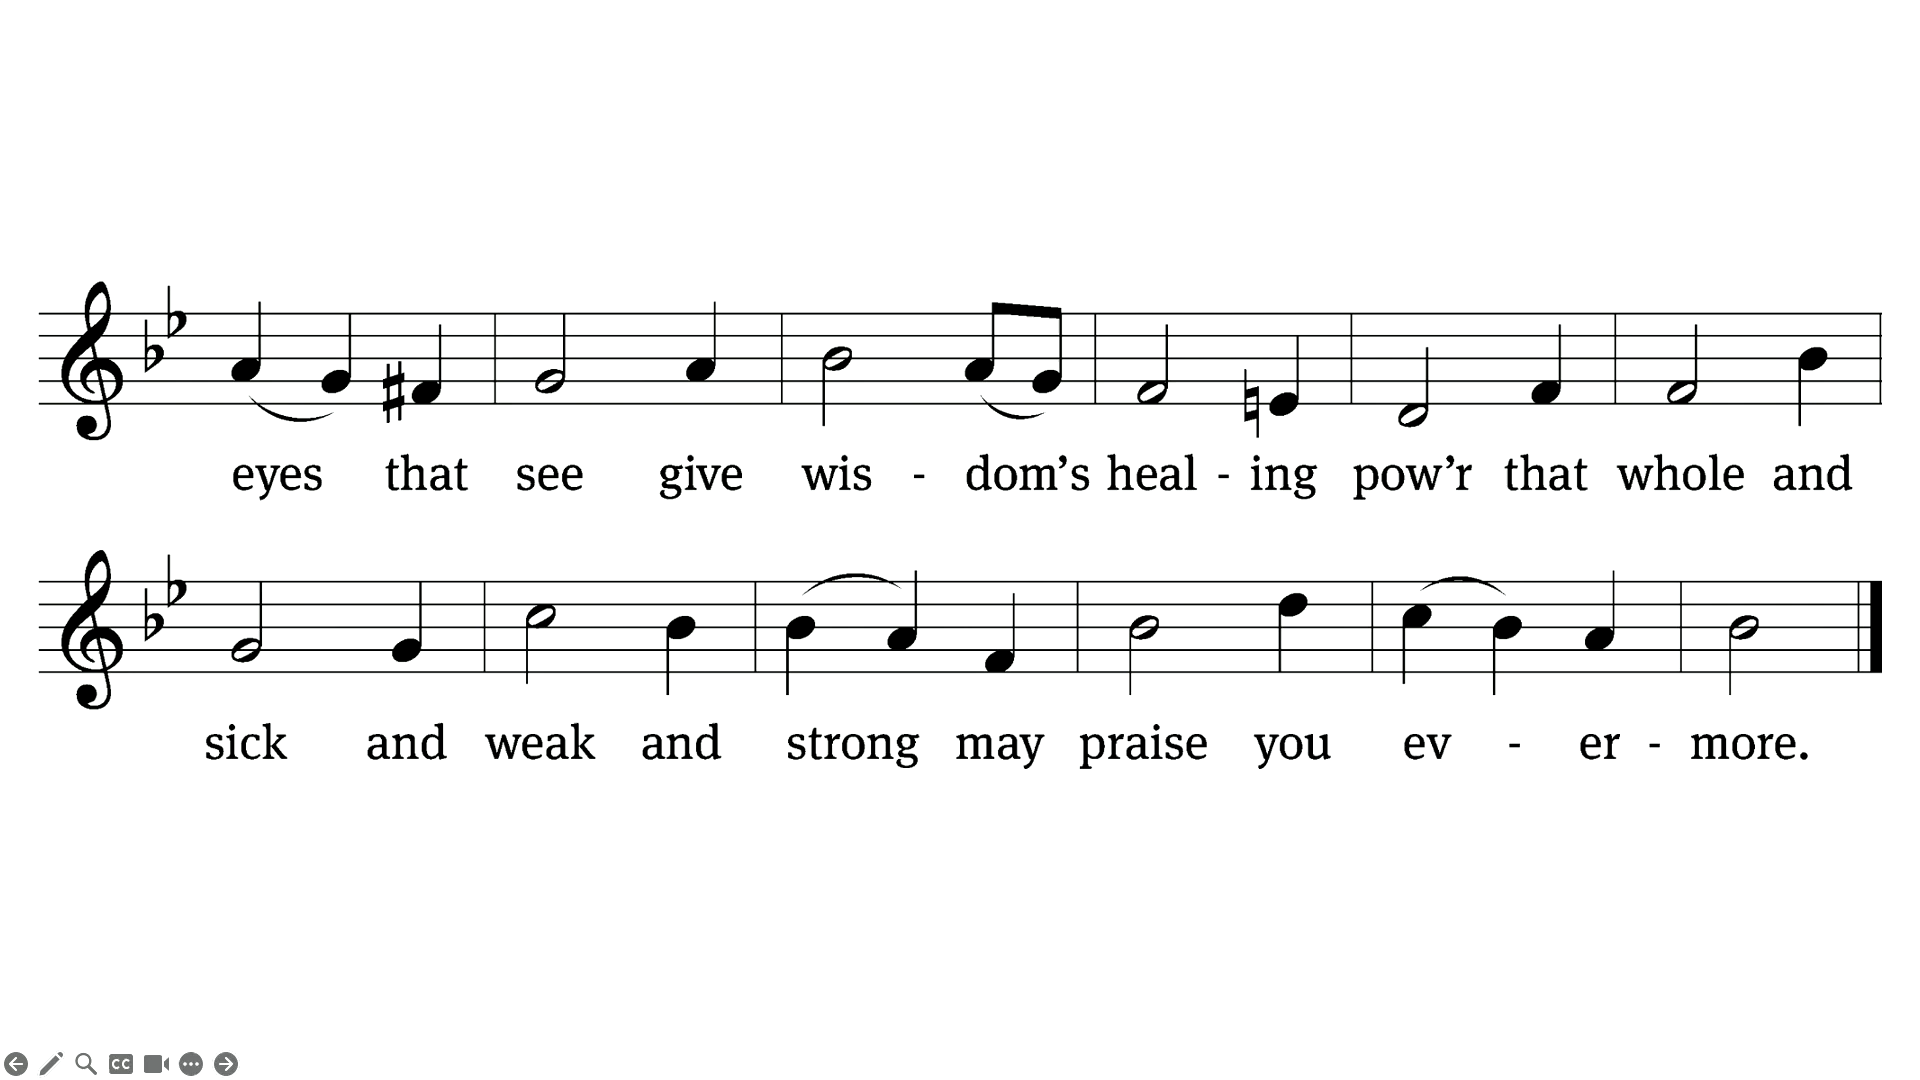 eyes that see give wis - dom’s heal - ing pow’r that whole and
sick and weak and strong may praise you ev - er - more.
CC